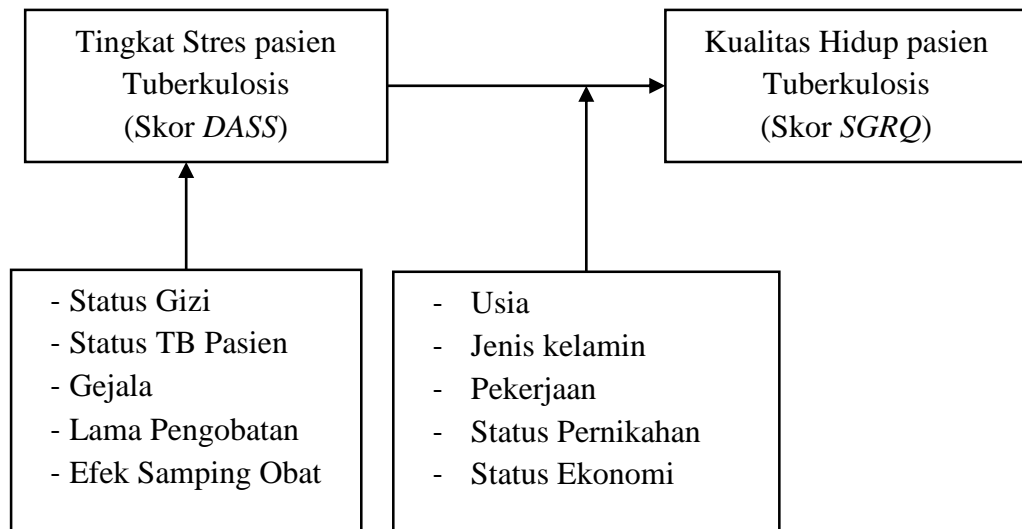 Tingkat Stres pasien
Tuberkulosis
(Skor DASS)
Kualitas Hidup pasien
Tuberkulosis
(Skor SGRQ)
- Status Gizi
- Status TB Pasien
- Gejala
- Lama Pengobatan
- Efek Samping Obat
- Usia
- Jenis kelamin
- Pekerjaan
- Status Pernikahan
- Status Ekonomi